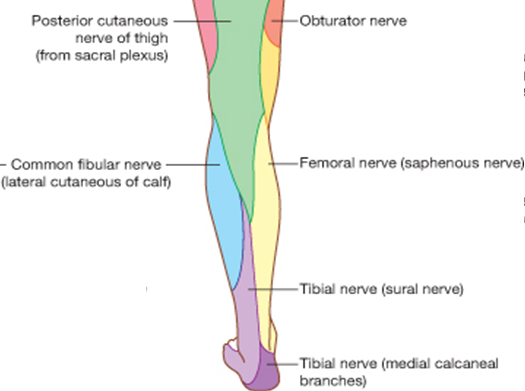 Posterior cutaneous
nerve of thigh
(from sacral plexus)
Obturator nerve
Common fibular nerve
(lateral cutaneous of calf)
Femoral nerve (saphenous nerve)
Tibial nerve (sural nerve)
Tibial nerve (medial calcaneal
branches)